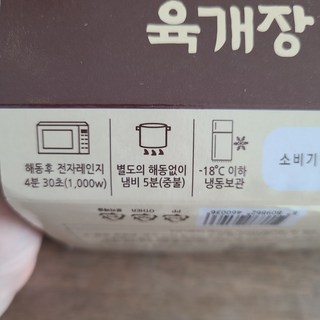 육개장
해동후 전자레인지
4분 30초(1,000w)
별도의 해동없이
냄비 5분(중불)
-18℃ 이하
냉동보관
소비기
PP
OTHER